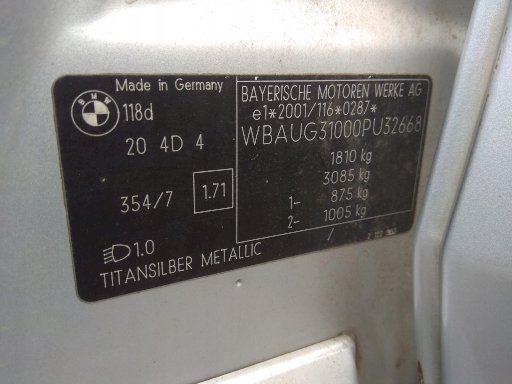 Made in Germany
BMW
118d
20 4D 4
354/7 1.71
1.0
TITANSILBER METALLIC
BAYERISCHE MOTOREN WERKE AG
e1*2001/116*0287*
WBAUG31000PU32668
1810 kg
3085 kg
1- 875 kg
2- 1005 kg
/